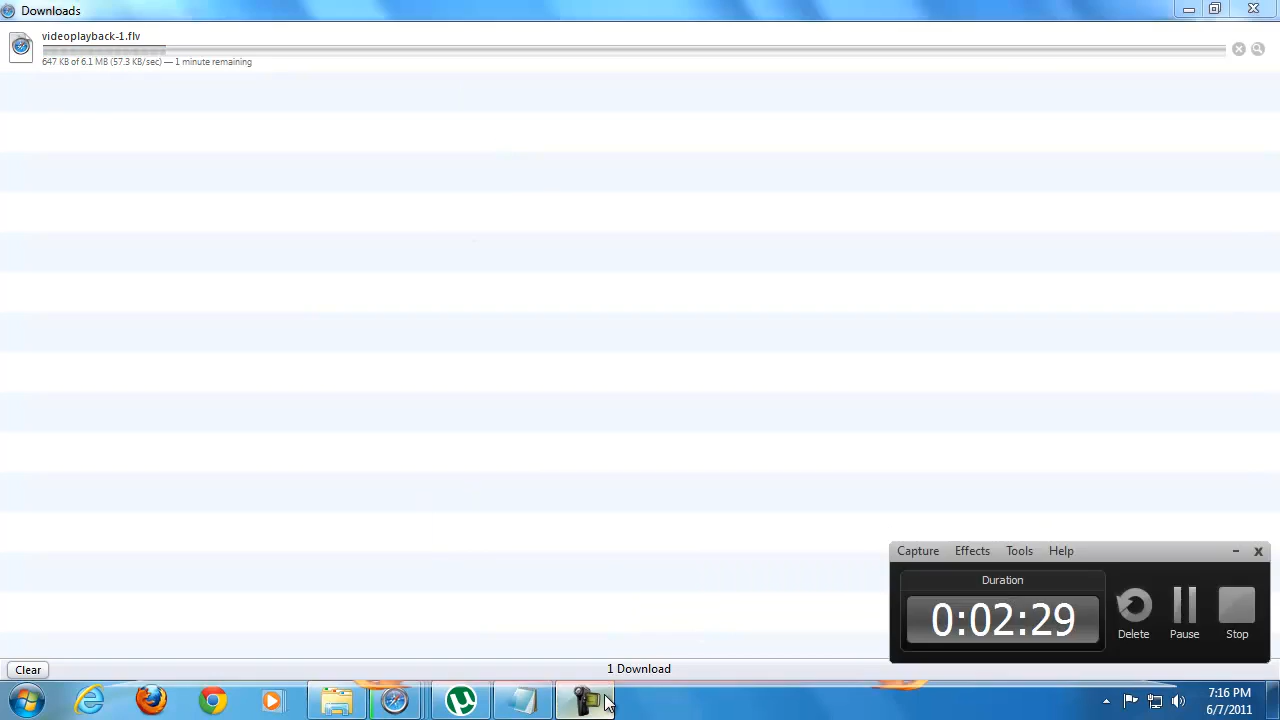 Downloads
videoplayback-1.flv
647 KB of 6.1 MB (57.3 KB/sec) — 1 minute remaining
Capture Effects Tools Help
Duration
0:02:29
Delete Pause Stop
Clear
1 Download
7:16 PM
6/7/2011